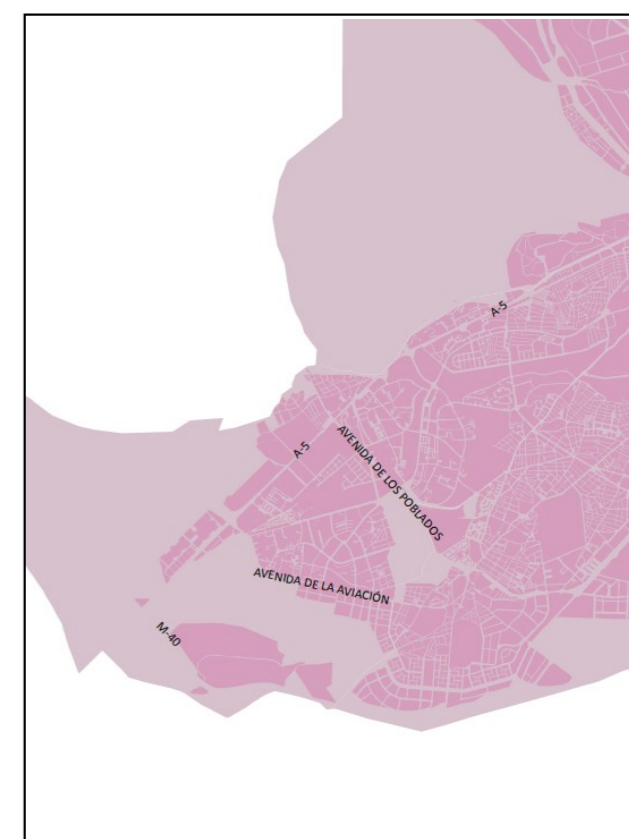 A-5
A-5
AVENIDA DE LOS POBLADOS
AVENIDA DE LA AVIACIÓN
M-40